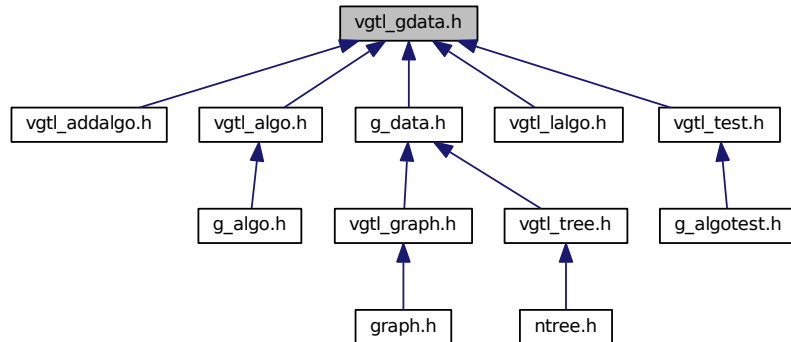 vgtl_gdata.h
vgtl_addalgo.h
vgtl_algo.h
g_data.h
vgtl_lalgo.h
vgtl_test.h
g_algo.h
vgtl_graph.h
vgtl_tree.h
g_algotest.h
graph.h
ntree.h